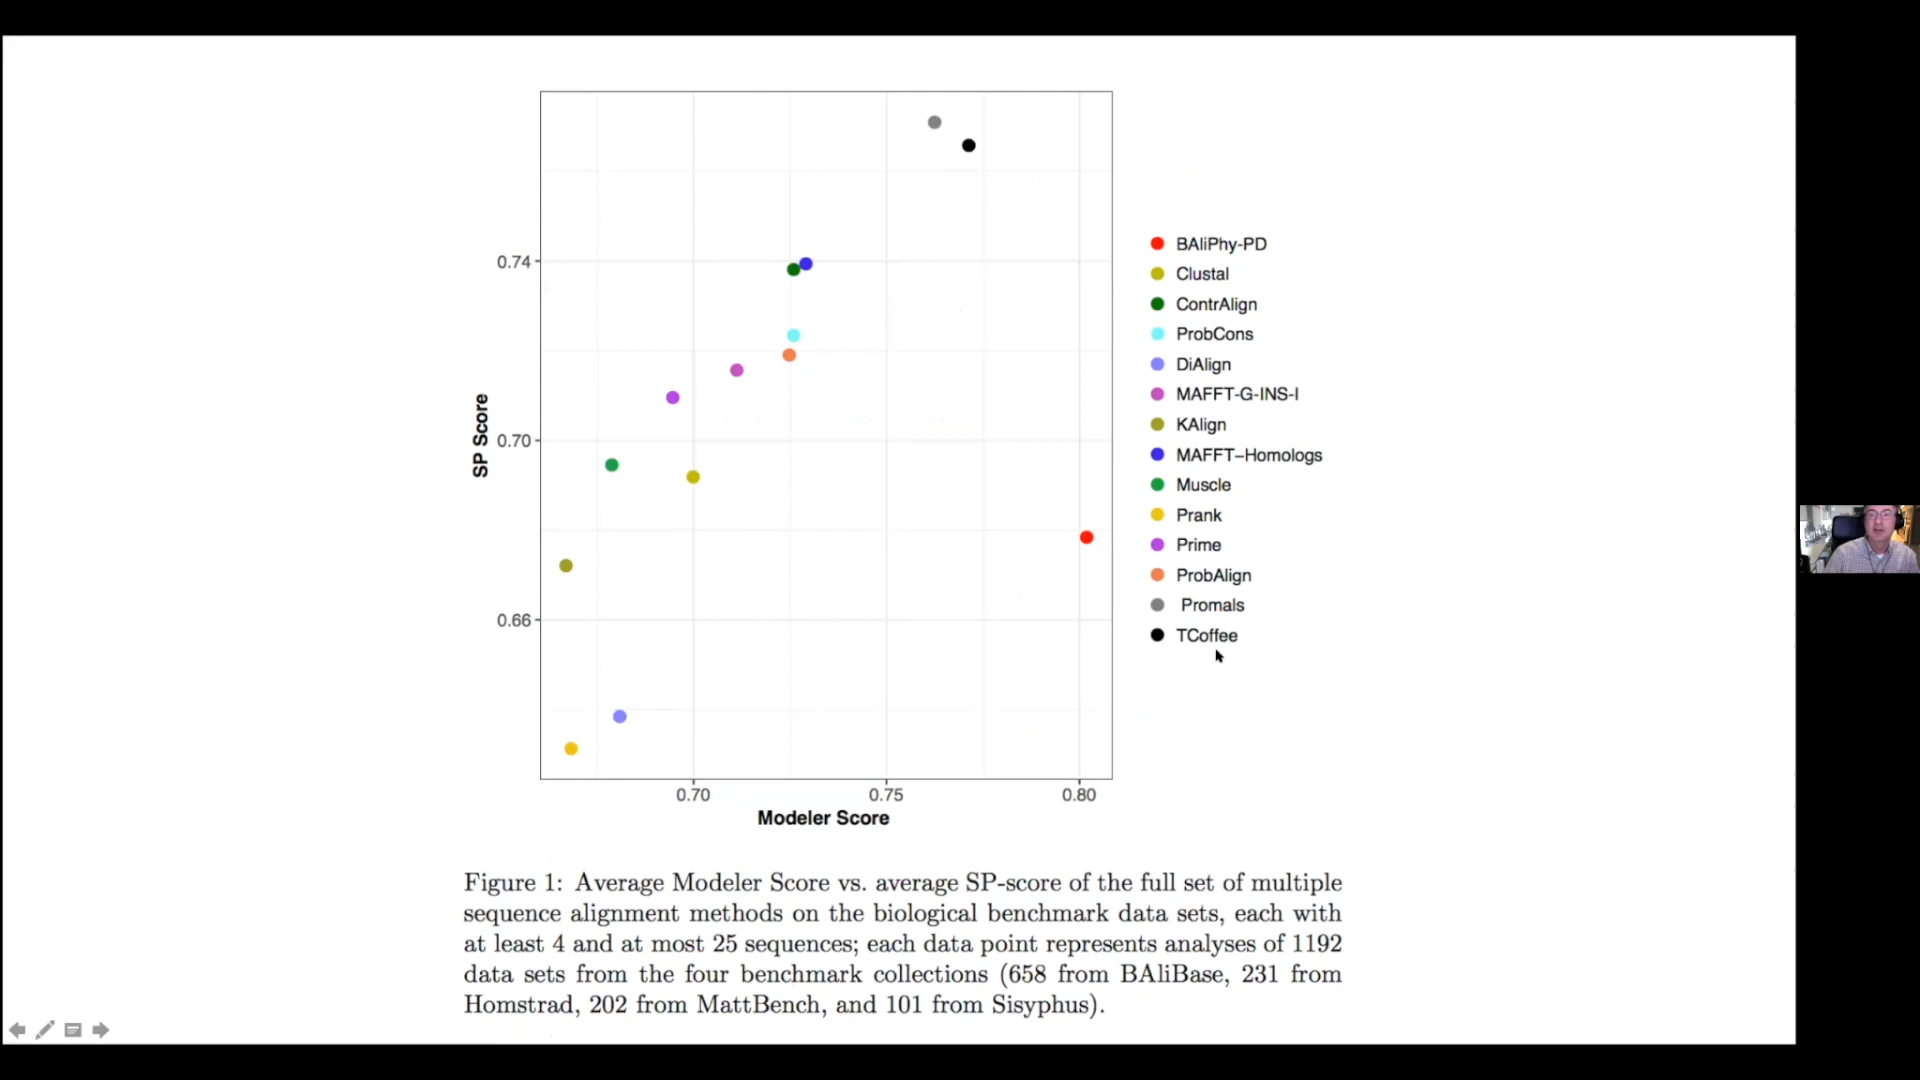 0.74
0.70
0.66
SP Score
0.70 0.75 0.80
Modeler Score
BAliPhy-PD
Clustal
ContrAlign
ProbCons
DiAlign
MAFFT-G-INS-I
KAlign
MAFFT–Homologs
Muscle
Prank
Prime
ProbAlign
Promals
TCoffee
Figure 1: Average Modeler Score vs. average SP-score of the full set of multiple
sequence alignment methods on the biological benchmark data sets, each with
at least 4 and at most 25 sequences; each data point represents analyses of 1192
data sets from the four benchmark collections (658 from BAliBase, 231 from
Homstrad, 202 from MattBench, and 101 from Sisyphus).